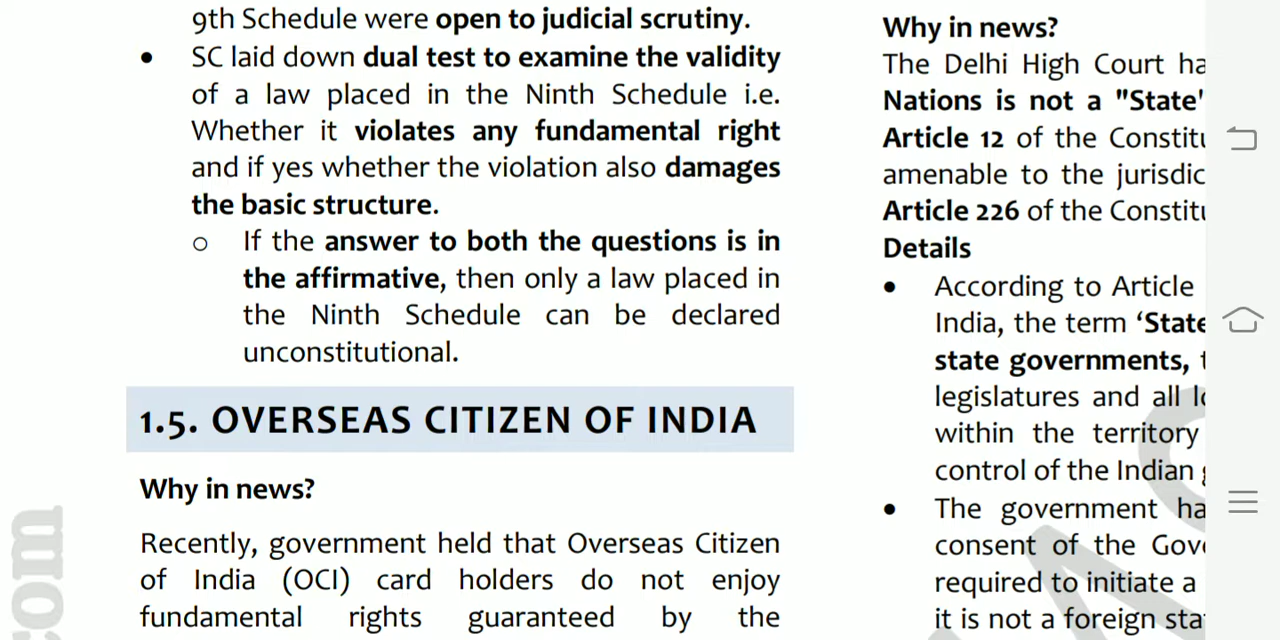 9th Schedule were open to judicial scrutiny.
• SC laid down dual test to examine the validity
of a law placed in the Ninth Schedule i.e.
Whether it violates any fundamental right
and if yes whether the violation also damages
the basic structure.
o If the answer to both the questions is in
the affirmative, then only a law placed in
the Ninth Schedule can be declared
unconstitutional.
1.5. OVERSEAS CITIZEN OF INDIA
Why in news?
Recently, government held that Overseas Citizen
of India (OCI) card holders do not enjoy
fundamental rights guaranteed by the
Why in news?
The Delhi High Court
Nations is not a "State"
Article 12 of the
amenable to the
Article 226 of the
Details
• According to Article
India, the term ‘State
state governments,
legislatures and all
within the territory
control of the Indian
• The government
consent of the
required to initiate a
it is not a foreign
com